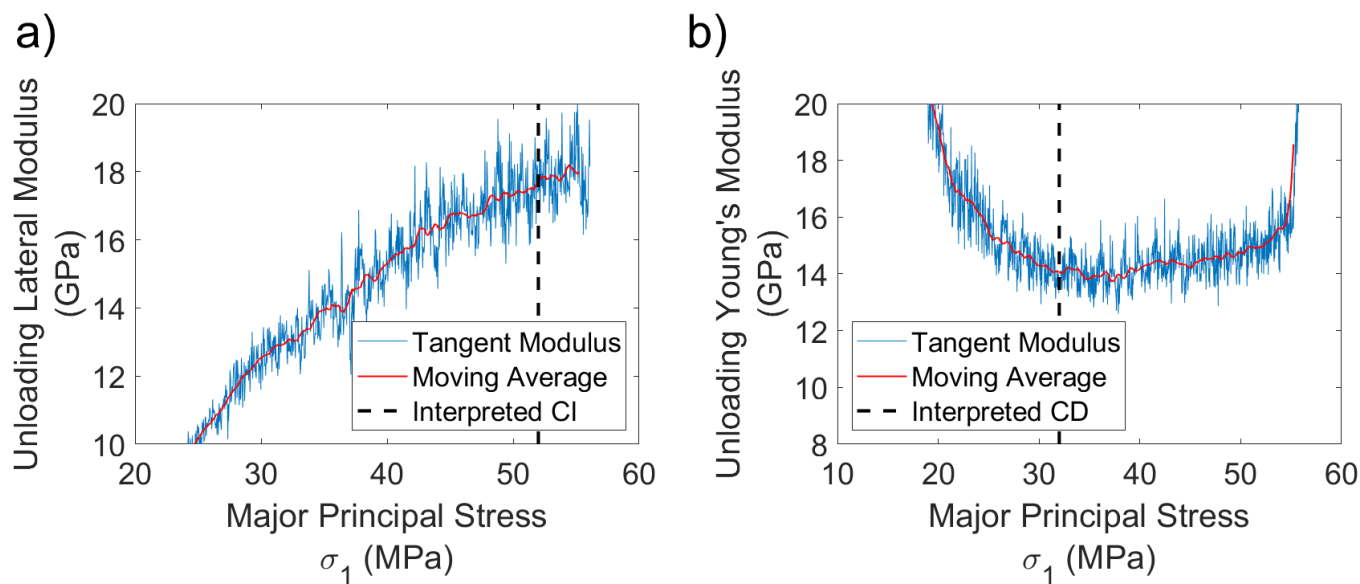 a)
Unloading Lateral Modulus
(GPa)
20
18
16
14
12
10
Tangent Modulus
Moving Average
Interpreted CI
20
30
40
50
60
Major Principal Stress
σ1 (MPa)
b)
Unloading Young's Modulus
(GPa)
20
18
16
14
12
10
8
Tangent Modulus
Moving Average
Interpreted CD
10
20
30
40
50
60
Major Principal Stress
σ1 (MPa)